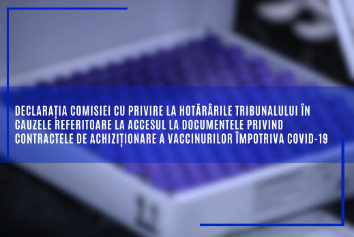 DECLARAȚIA COMISIEI CU PRIVIRE LA HOTĂRÂRILE TRIBUNALULUI ÎN
CAUZELE REFERITOARE LA ACCESUL LA DOCUMENTELE PRIVIND
CONTRACTELE DE ACHIZIȚIONARE A VACCINURILOR ÎMPOTRIVA COVID-19